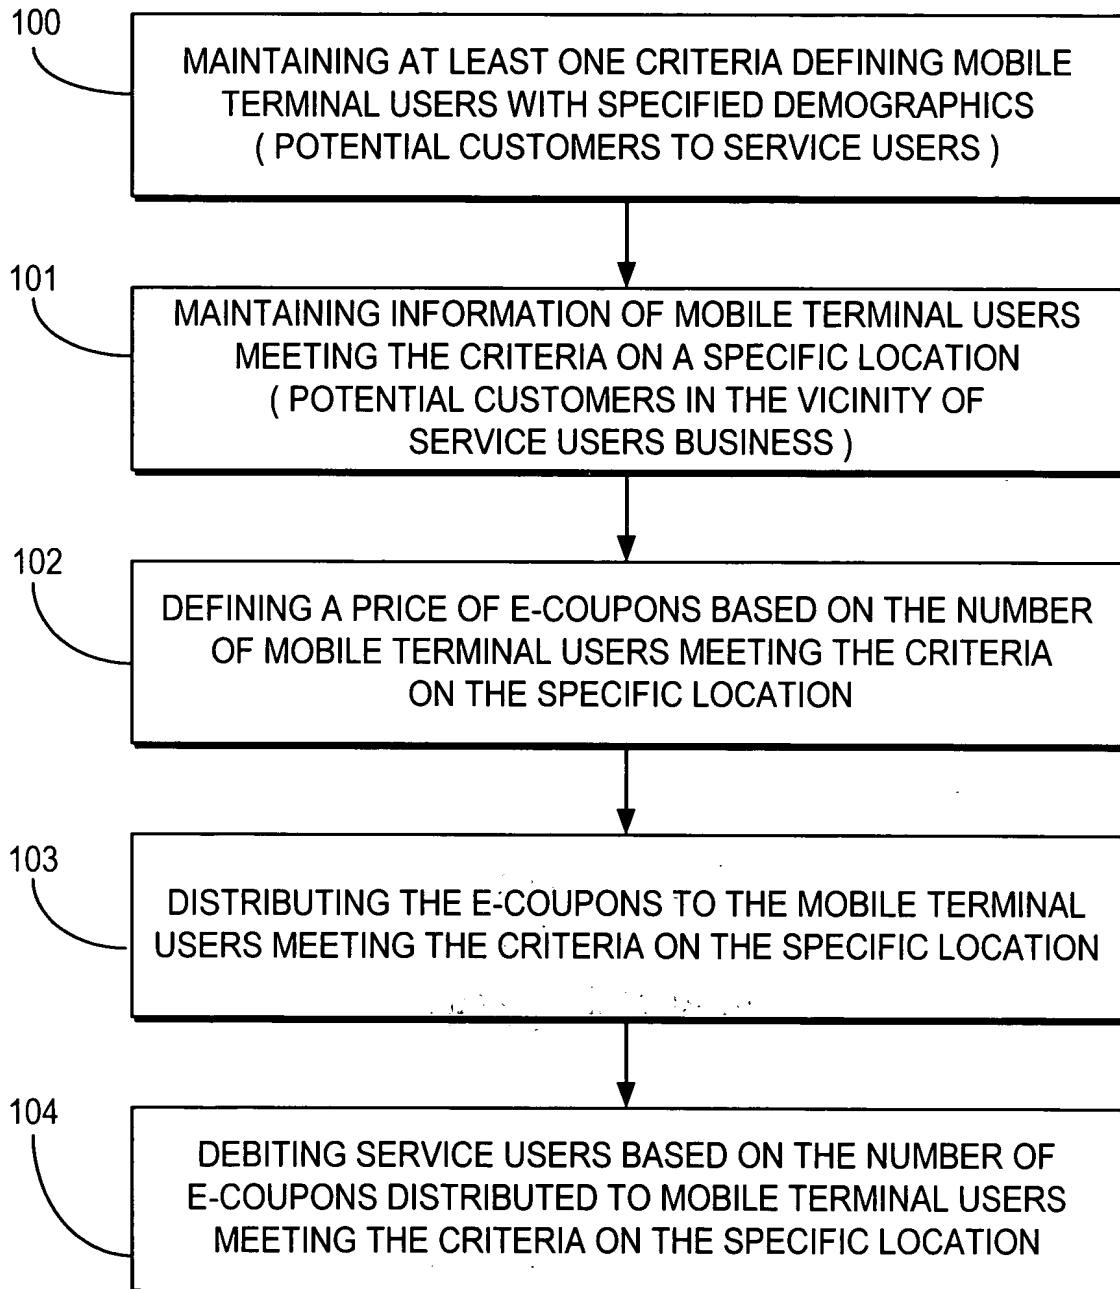 100
MAINTAINING AT LEAST ONE CRITERIA DEFINING MOBILE
TERMINAL USERS WITH SPECIFIED DEMOGRAPHICS
( POTENTIAL CUSTOMERS TO SERVICE USERS )
101
MAINTAINING INFORMATION OF MOBILE TERMINAL USERS
MEETING THE CRITERIA ON A SPECIFIC LOCATION
( POTENTIAL CUSTOMERS IN THE VICINITY OF
SERVICE USERS BUSINESS )
102
DEFINING A PRICE OF E-COUPONS BASED ON THE NUMBER
OF MOBILE TERMINAL USERS MEETING THE CRITERIA
ON THE SPECIFIC LOCATION
103
DISTRIBUTING THE E-COUPONS TO THE MOBILE TERMINAL
USERS MEETING THE CRITERIA ON THE SPECIFIC LOCATION
104
DEBITING SERVICE USERS BASED ON THE NUMBER OF
E-COUPONS DISTRIBUTED TO MOBILE TERMINAL USERS
MEETING THE CRITERIA ON THE SPECIFIC LOCATION